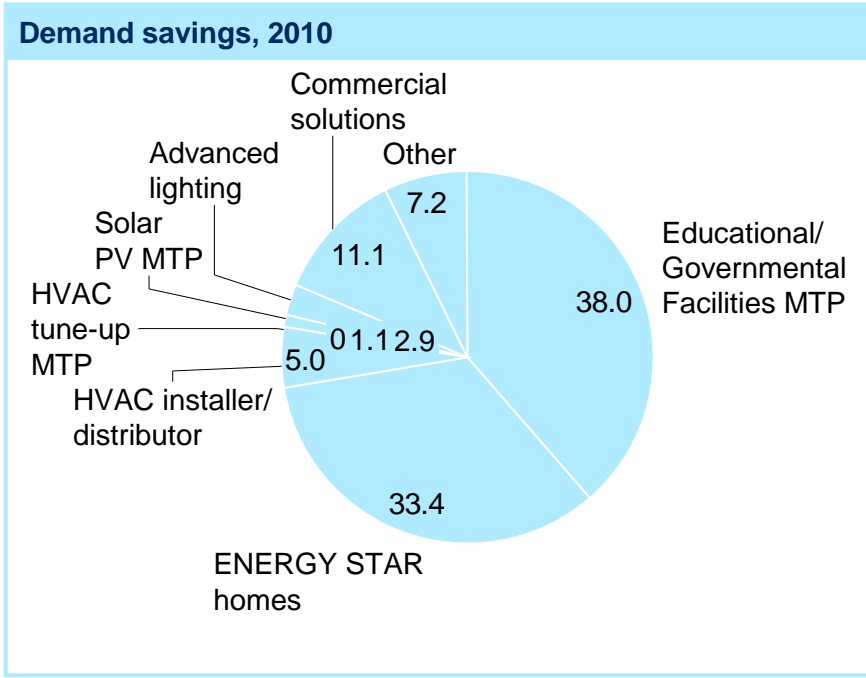 Demand savings, 2010
Commercial
solutions
Advanced
lighting
Other
7.2
Solar
PV MTP
11.1
Educational/
Governmental
Facilities MTP
38.0
HVAC
tune-up
MTP
0
1.1
2.9
5.0
HVAC installer/
distributor
33.4
ENERGY STAR
homes